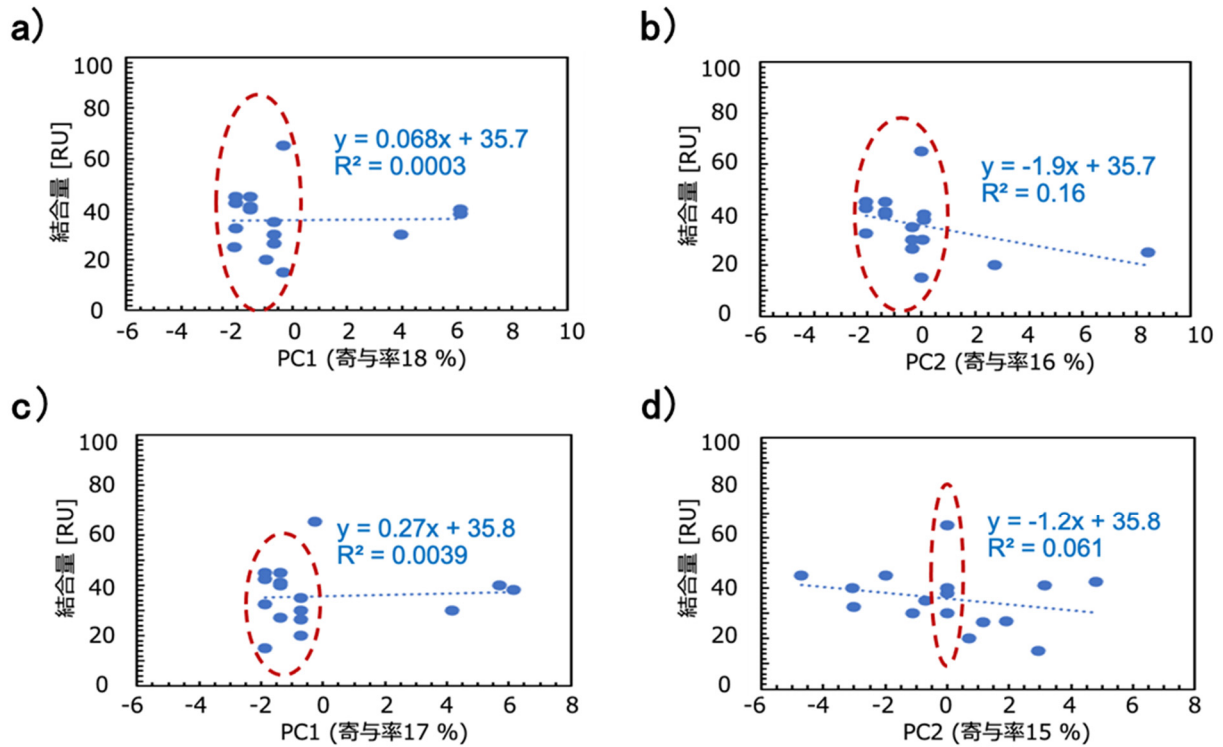 a)
100
80
60
40
20
0
結合量 [RU]
y = 0.068x + 35.7
R² = 0.0003
-6 -4 -2 0 2 4 6 8 10
PC1 (寄与率18 %)
b)
100
80
60
40
20
0
結合量 [RU]
y = -1.9x + 35.7
R² = 0.16
-6 -4 -2 0 2 4 6 8 10
PC2 (寄与率16 %)
c)
100
80
60
40
20
0
結合量 [RU]
y = 0.27x + 35.8
R² = 0.0039
-6 -4 -2 0 2 4 6 8
PC1 (寄与率17 %)
d)
100
80
60
40
20
0
結合量 [RU]
y = -1.2x + 35.8
R² = 0.061
-6 -4 -2 0 2 4 6 8
PC2 (寄与率15 %)